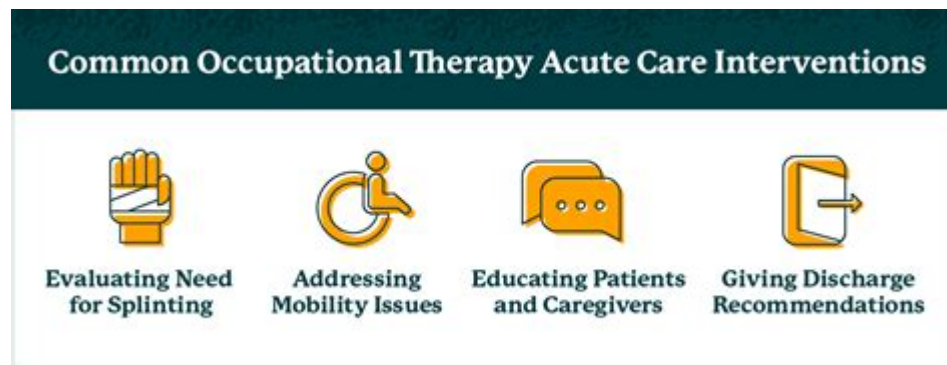 Common Occupational Therapy Acute Care Interventions
Evaluating Need
for Splinting
Addressing
Mobility Issues
Educating Patients
and Caregivers
Giving Discharge
Recommendations